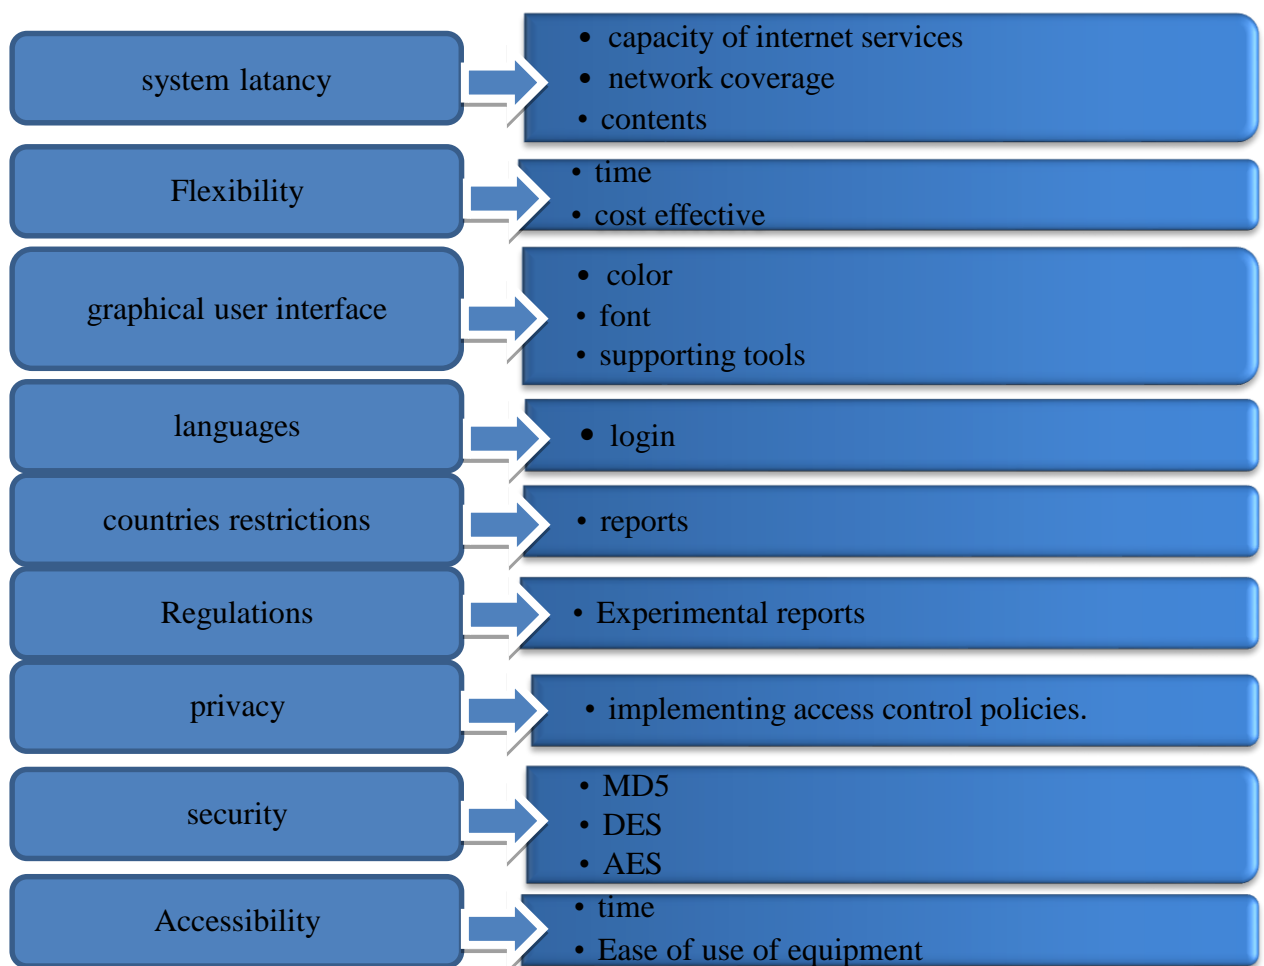 system latancy
• capacity of internet services
• network coverage
• contents
Flexibility
• time
• cost effective
graphical user interface
• color
• font
• supporting tools
languages
• login
countries restrictions
• reports
Regulations
• Experimental reports
privacy
• implementing access control policies.
security
• MD5
• DES
• AES
Accessibility
• time
• Ease of use of equipment